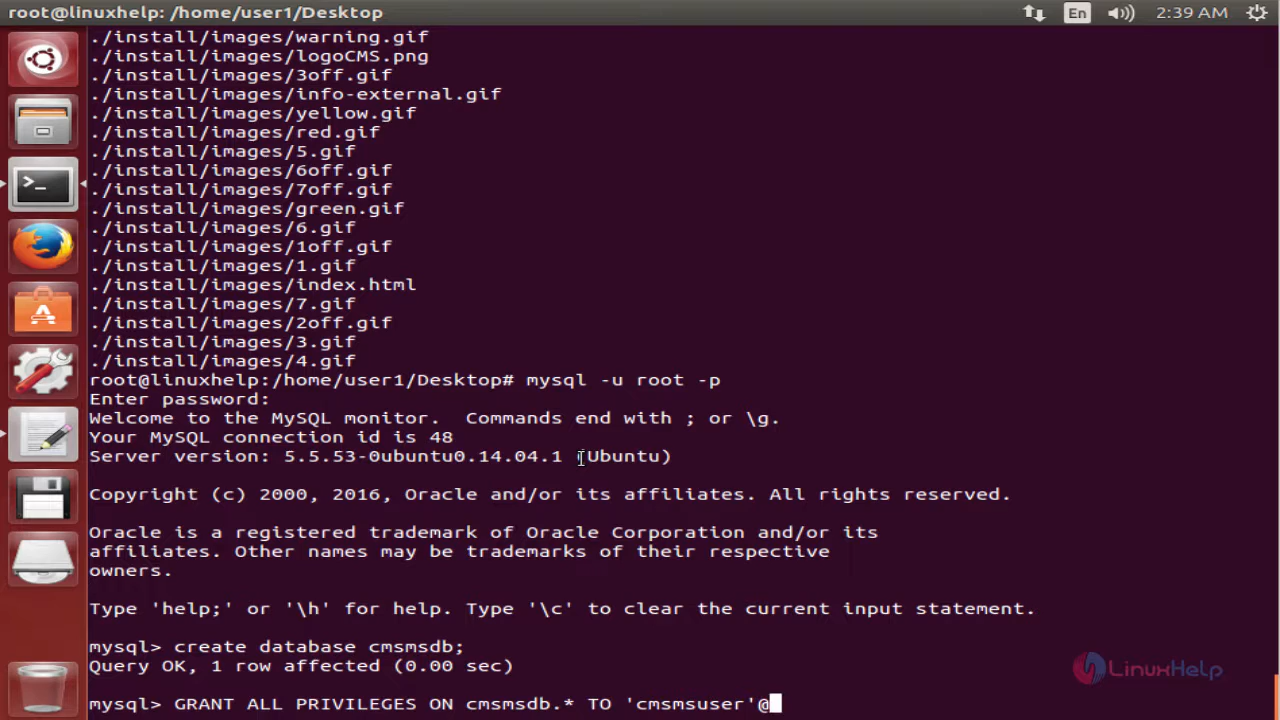 root@linuxhelp: /home/user1/Desktop
En
2:39 AM
./install/images/warning.gif
./install/images/logoCMS.png
./install/images/3off.gif
./install/images/info-external.gif
./install/images/yellow.gif
./install/images/red.gif
./install/images/5.gif
./install/images/6off.gif
./install/images/7off.gif
./install/images/green.gif
./install/images/6.gif
./install/images/1off.gif
./install/images/1.gif
./install/images/index.html
./install/images/7.gif
./install/images/2off.gif
./install/images/3.gif
./install/images/4.gif
root@linuxhelp:/home/user1/Desktop# mysql -u root -p
Enter password:
Welcome to the MySQL monitor.  Commands end with ; or \g.
Your MySQL connection id is 48
Server version: 5.5.53-0ubuntu0.14.04.1 (Ubuntu)
Copyright (c) 2000, 2016, Oracle and/or its affiliates. All rights reserved.
Oracle is a registered trademark of Oracle Corporation and/or its
affiliates. Other names may be trademarks of their respective
owners.
Type 'help;' or '\h' for help. Type '\c' to clear the current input statement.
mysql> create database cmsmsdb;
Query OK, 1 row affected (0.00 sec)
LinuxHelp
mysql> GRANT ALL PRIVILEGES ON cmsmsdb.* TO 'cmsmsuser'@